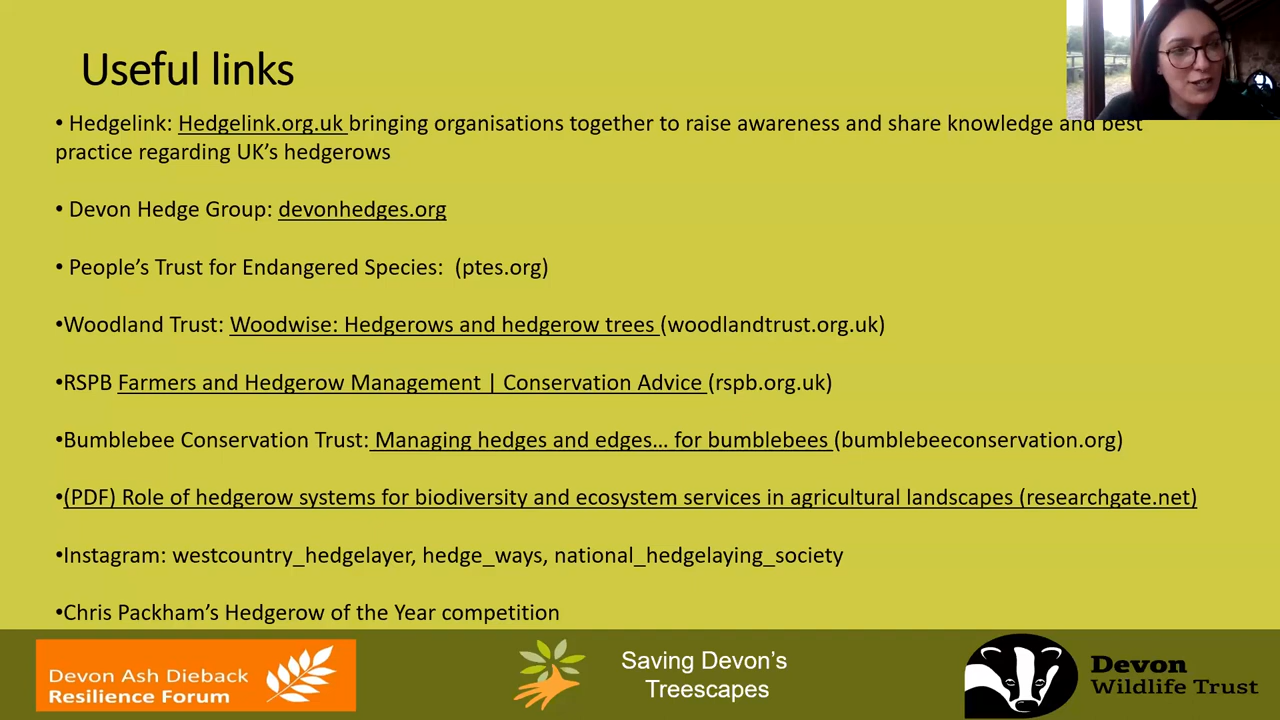 Useful links
• Hedgelink: Hedgelink.org.uk bringing organisations together to raise awareness and share knowledge and best
practice regarding UK’s hedgerows
• Devon Hedge Group: devonhedges.org
• People’s Trust for Endangered Species:  (ptes.org)
•Woodland Trust: Woodwise: Hedgerows and hedgerow trees (woodlandtrust.org.uk)
•RSPB Farmers and Hedgerow Management | Conservation Advice (rspb.org.uk)
•Bumblebee Conservation Trust: Managing hedges and edges… for bumblebees (bumblebeeconservation.org)
•(PDF) Role of hedgerow systems for biodiversity and ecosystem services in agricultural landscapes (researchgate.net)
•Instagram: westcountry_hedgelayer, hedge_ways, national_hedgelaying_society
•Chris Packham’s Hedgerow of the Year competition
Devon Ash Dieback
Resilience Forum
Saving Devon’s
Treescapes
Devon
Wildlife Trust